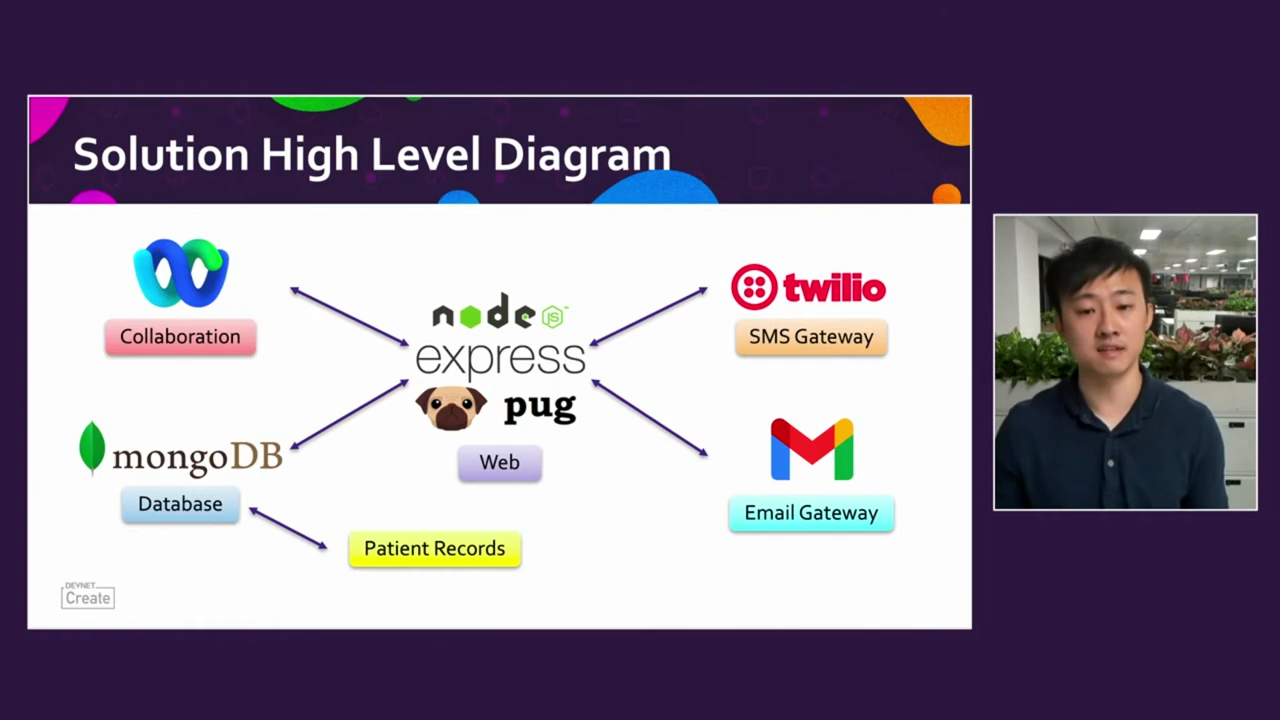 Solution High Level Diagram
Collaboration
node
JS
express
pug
Web
twilio
SMS Gateway
mongoDB
Database
Email Gateway
Patient Records
DEVNET
Create